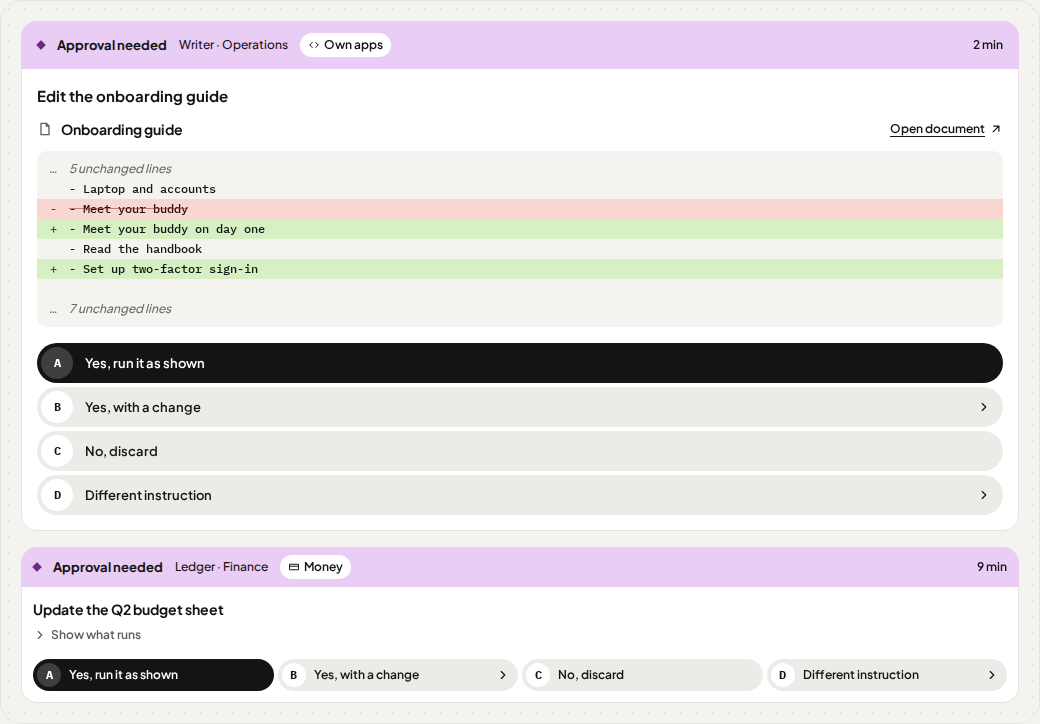 Approval needed Writer · Operations Own apps 2 min
Edit the onboarding guide
Onboarding guide Open document
… 5 unchanged lines
- Laptop and accounts
- - Meet your buddy
+ - Meet your buddy on day one
- Read the handbook
+ - Set up two-factor sign-in
… 7 unchanged lines
A Yes, run it as shown
B Yes, with a change
C No, discard
D Different instruction
Approval needed Ledger · Finance Money 9 min
Update the Q2 budget sheet
Show what runs
A Yes, run it as shown B Yes, with a change C No, discard D Different instruction